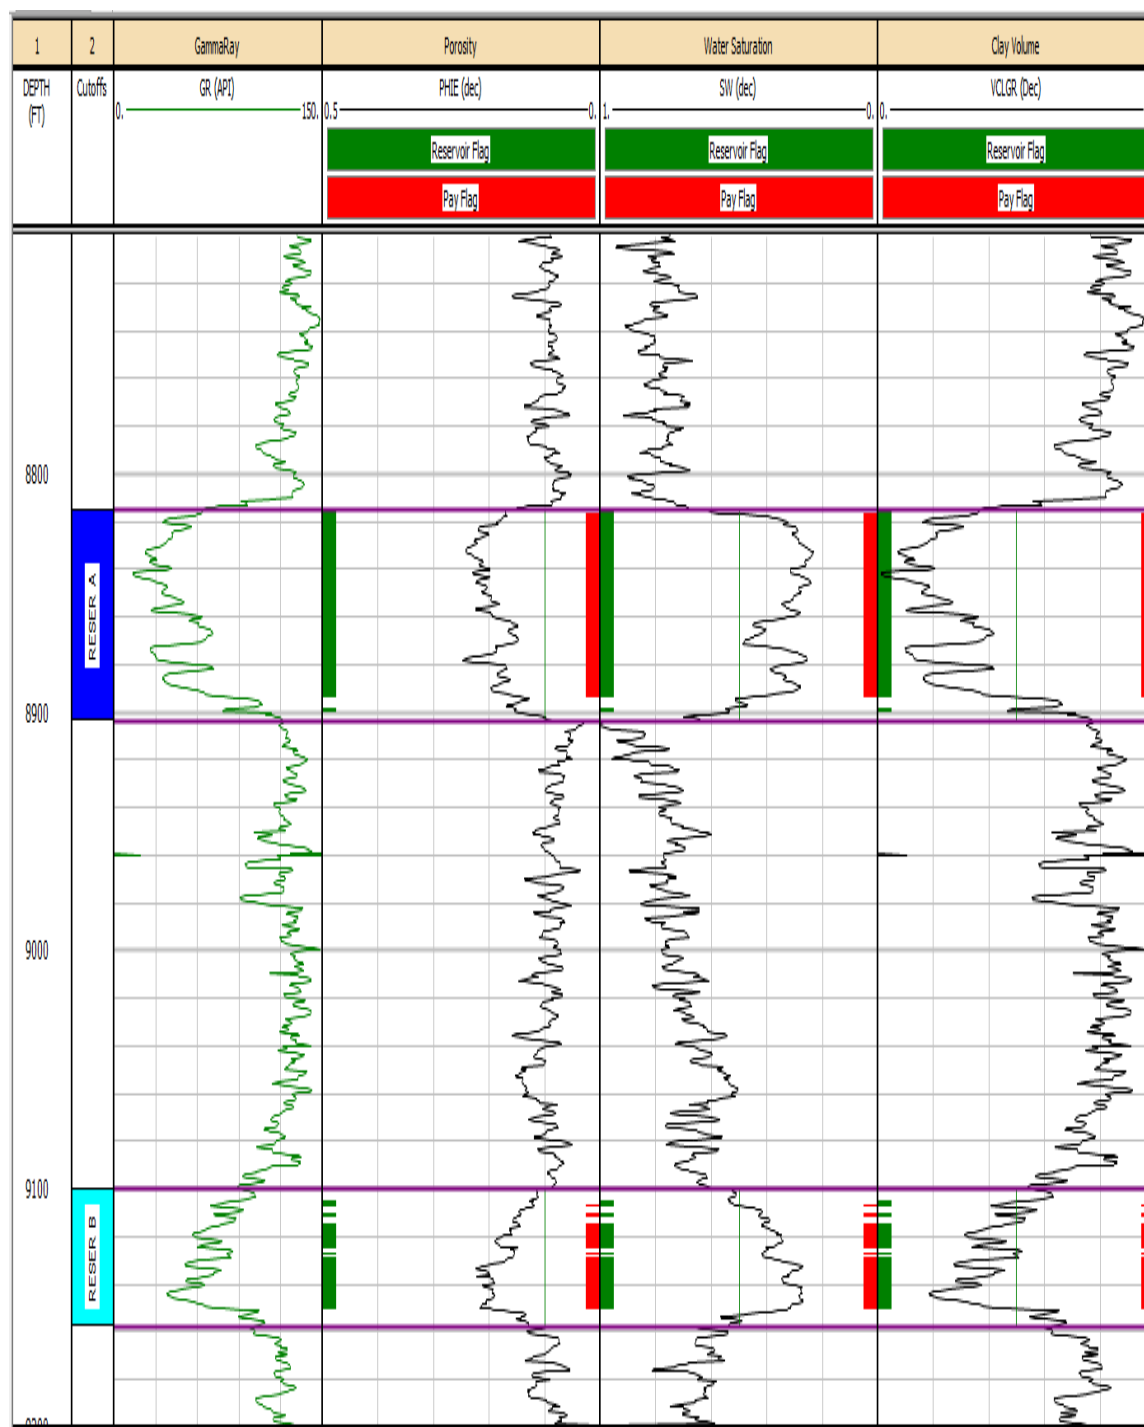 1 2 GammaRay Porosity Water Saturation Clay Volume
DEPTH Cutoffs GR (API) PHIE (dec) SW (dec) VCLGR (Dec)
(FT) 0. 150. 0.5 0. 1. 0. 0.
Reservoir Flag Reservoir Flag Reservoir Flag
Pay Flag Pay Flag Pay Flag
8800
RESER A
8900
9000
9100
RESER B